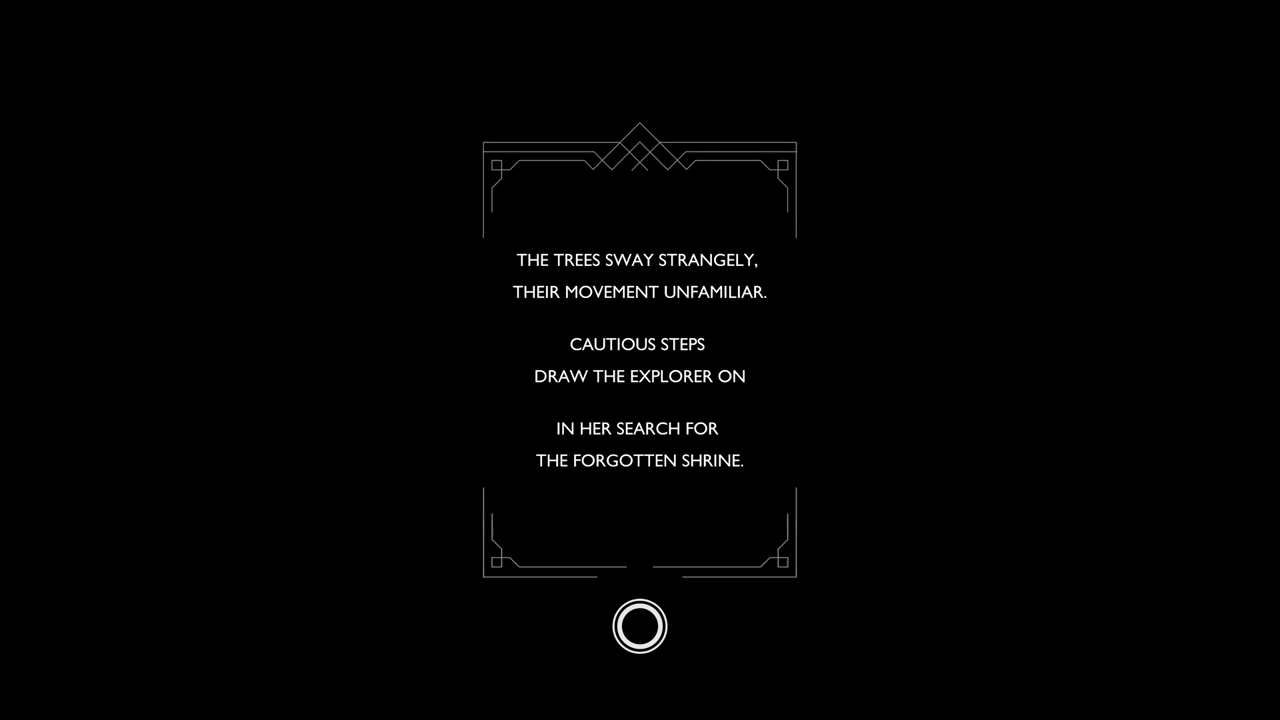 THE TREES SWAY STRANGELY,
THEIR MOVEMENT UNFAMILIAR.
CAUTIOUS STEPS
DRAW THE EXPLORER ON
IN HER SEARCH FOR
THE FORGOTTEN SHRINE.